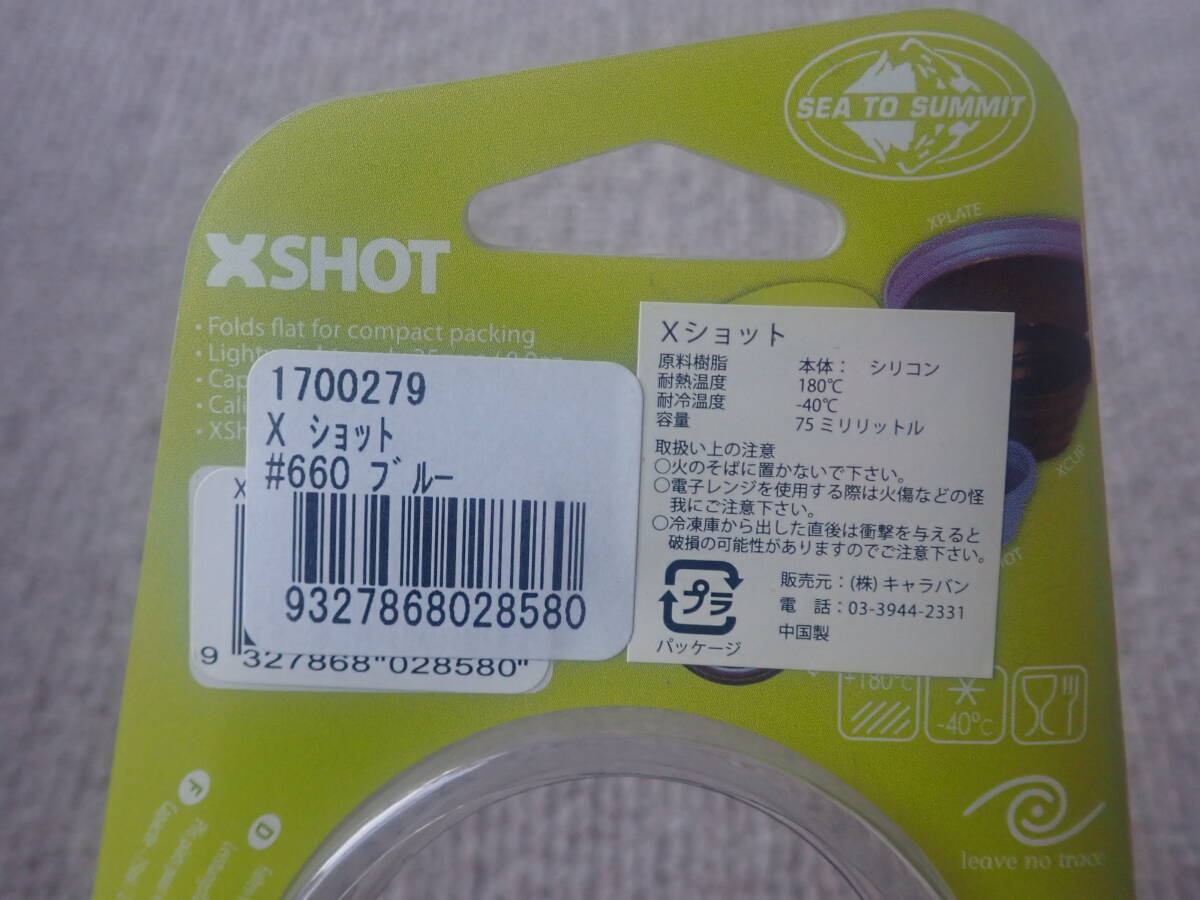 SEA TO SUMMIT
XSHOT
XPLATE
• Folds flat for compact packing
XCUP
1700279
X ショット
#660 ブルー
9327868028580
9 327868"028580"
Xショット
原料樹脂 本体： シリコン
耐熱温度 180℃
耐冷温度 -40℃
容量 75 ミリリットル
取扱い上の注意
○火のそばに置かないで下さい。
○電子レンジを使用する際は火傷などの怪
我にご注意下さい。
○冷凍庫から出した直後は衝撃を与えると
破損の可能性がありますのでご注意下さい。
プラ
パッケージ
販売元：(株) キャラバン
電 話：03-3944-2331
中国製
+180°C
-40°C
leave no trace
F
D